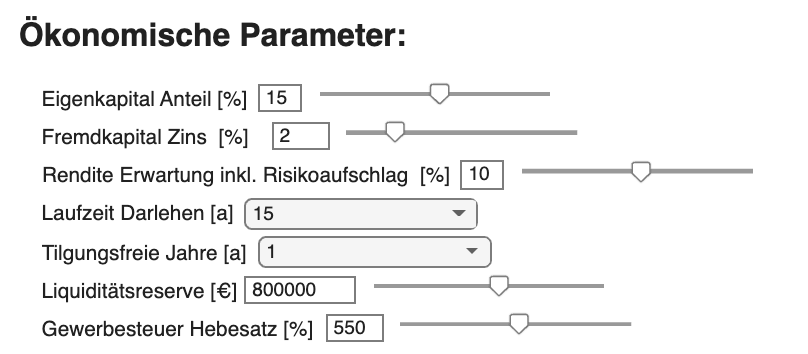 Ökonomische Parameter:
Eigenkapital Anteil [%] 15
Fremdkapital Zins [%] 2
Rendite Erwartung inkl. Risikoaufschlag [%] 10
Laufzeit Darlehen [a] 15
Tilgungsfreie Jahre [a] 1
Liquiditätsreserve [€] 800000
Gewerbesteuer Hebesatz [%] 550